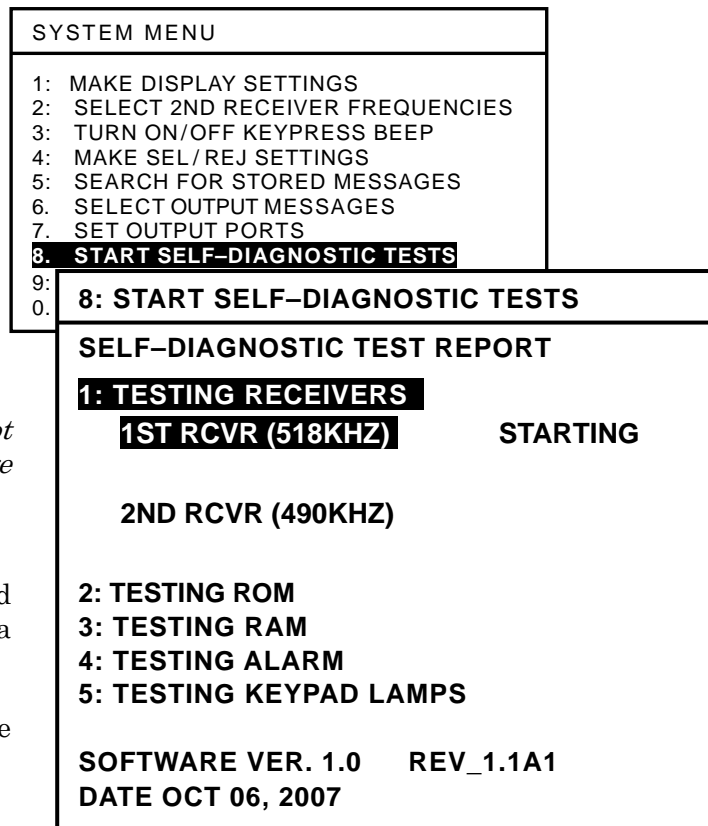 SYSTEM MENU
1: MAKE DISPLAY SETTINGS
2: SELECT 2ND RECEIVER FREQUENCIES
3: TURN ON/OFF KEYPRESS BEEP
4: MAKE SEL/REJ SETTINGS
5: SEARCH FOR STORED MESSAGES
6. SELECT OUTPUT MESSAGES
7. SET OUTPUT PORTS
8. START SELF–DIAGNOSTIC TESTS
9:
0.
8: START SELF–DIAGNOSTIC TESTS
SELF–DIAGNOSTIC TEST REPORT
1: TESTING RECEIVERS
1ST RCVR (518KHZ) STARTING
2ND RCVR (490KHZ)
2: TESTING ROM
3: TESTING RAM
4: TESTING ALARM
5: TESTING KEYPAD LAMPS
SOFTWARE VER. 1.0 REV_1.1A1
DATE OCT 06, 2007